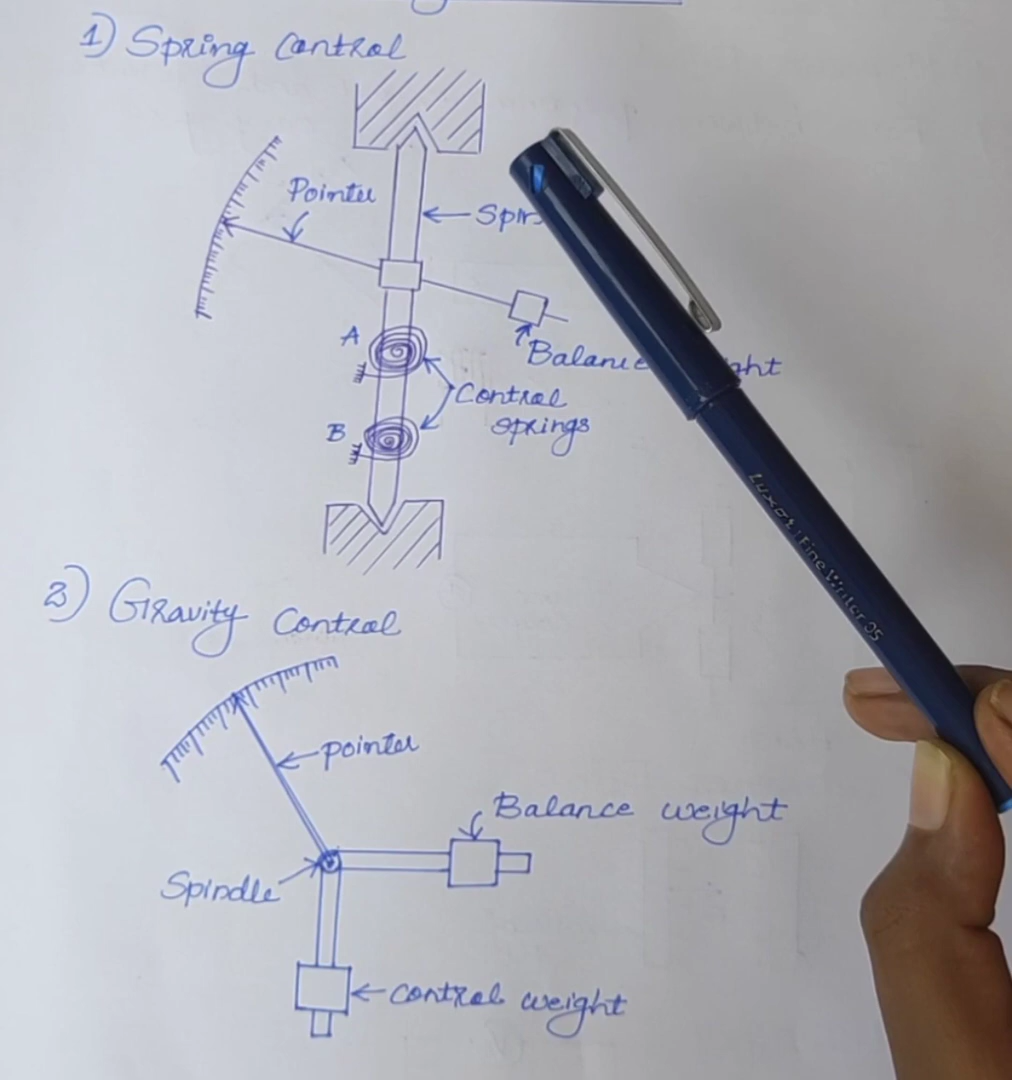 1) Spring Control
Pointer
A
Control
springs
B
2) Gravity Control
pointer
Balance weight
Spindle
control weight
Luxor Fine Writer 05